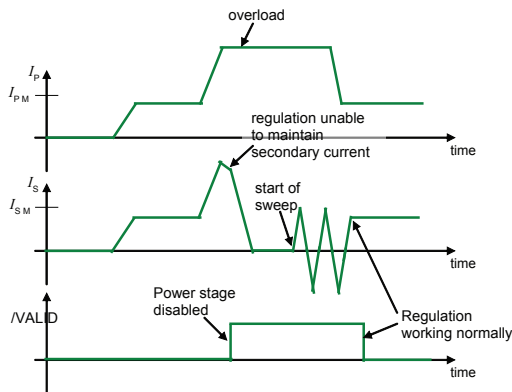 overload
I_P
I_PM
regulation unable
to maintain
secondary current
time
I_S
I_SM
start of
sweep
time
Power stage
disabled
/VALID
Regulation
working normally
time